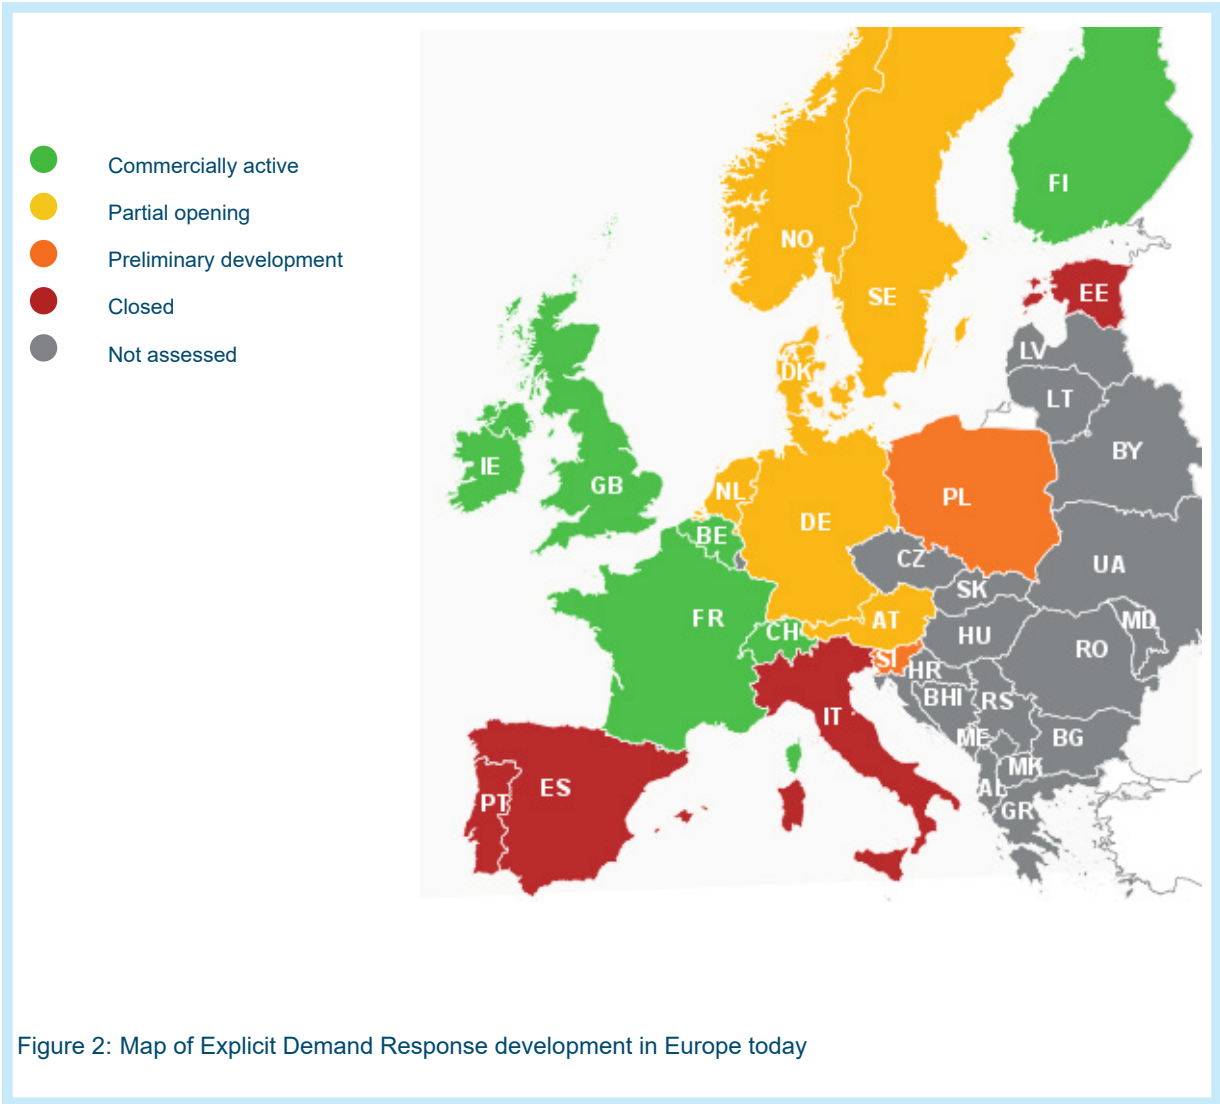 Commercially active
Partial opening
Preliminary development
Closed
Not assessed
FI
NO
SE
EE
LV
DK
LT
BY
IE
GB
NL
PL
DE
BE
CZ
UA
SK
FR
CH
AT
MD
HU
RO
SI
HR
BHI
RS
IT
ME
BG
MK
ES
AL
PT
GR
Figure 2: Map of Explicit Demand Response development in Europe today